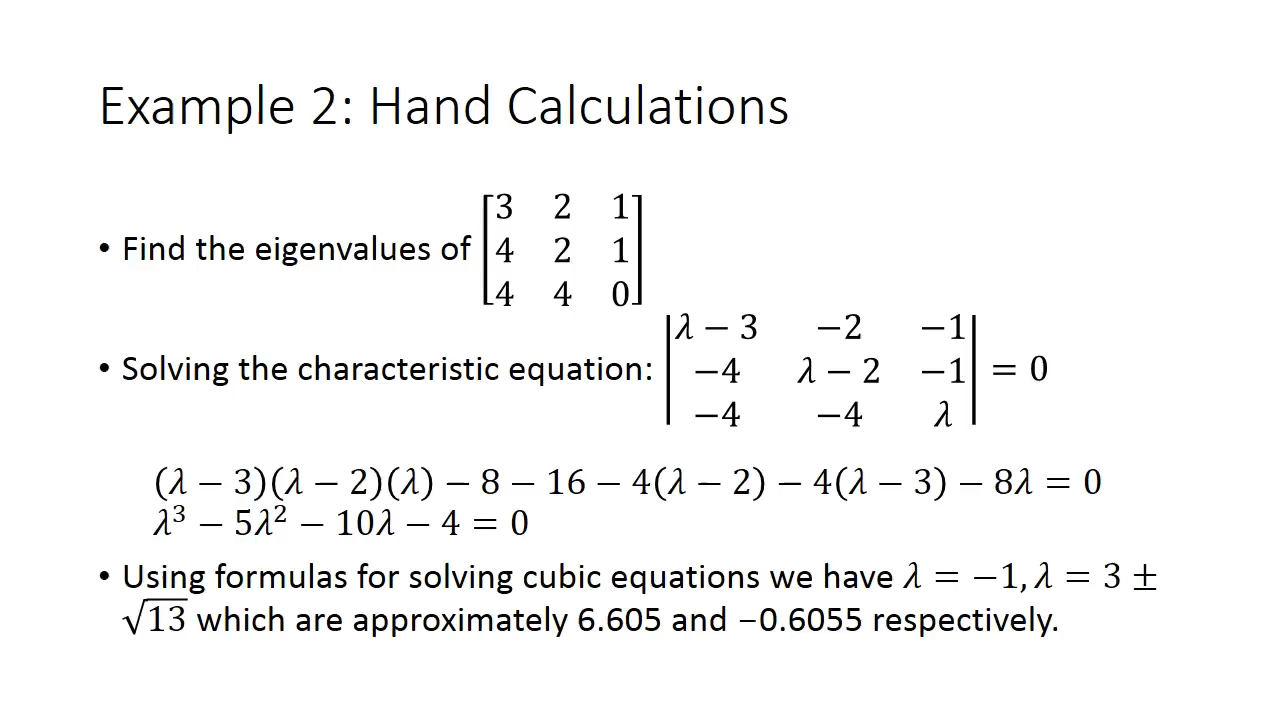 Example 2: Hand Calculations
• Find the eigenvalues of [3 2 1
4 2 1
4 4 0]
• Solving the characteristic equation: |λ − 3 −2 −1
−4 λ − 2 −1
−4 −4 λ| = 0
(λ − 3)(λ − 2)(λ) − 8 − 16 − 4(λ − 2) − 4(λ − 3) − 8λ = 0
λ³ − 5λ² − 10λ − 4 = 0
• Using formulas for solving cubic equations we have λ = −1, λ = 3 ±
√13 which are approximately 6.605 and −0.6055 respectively.